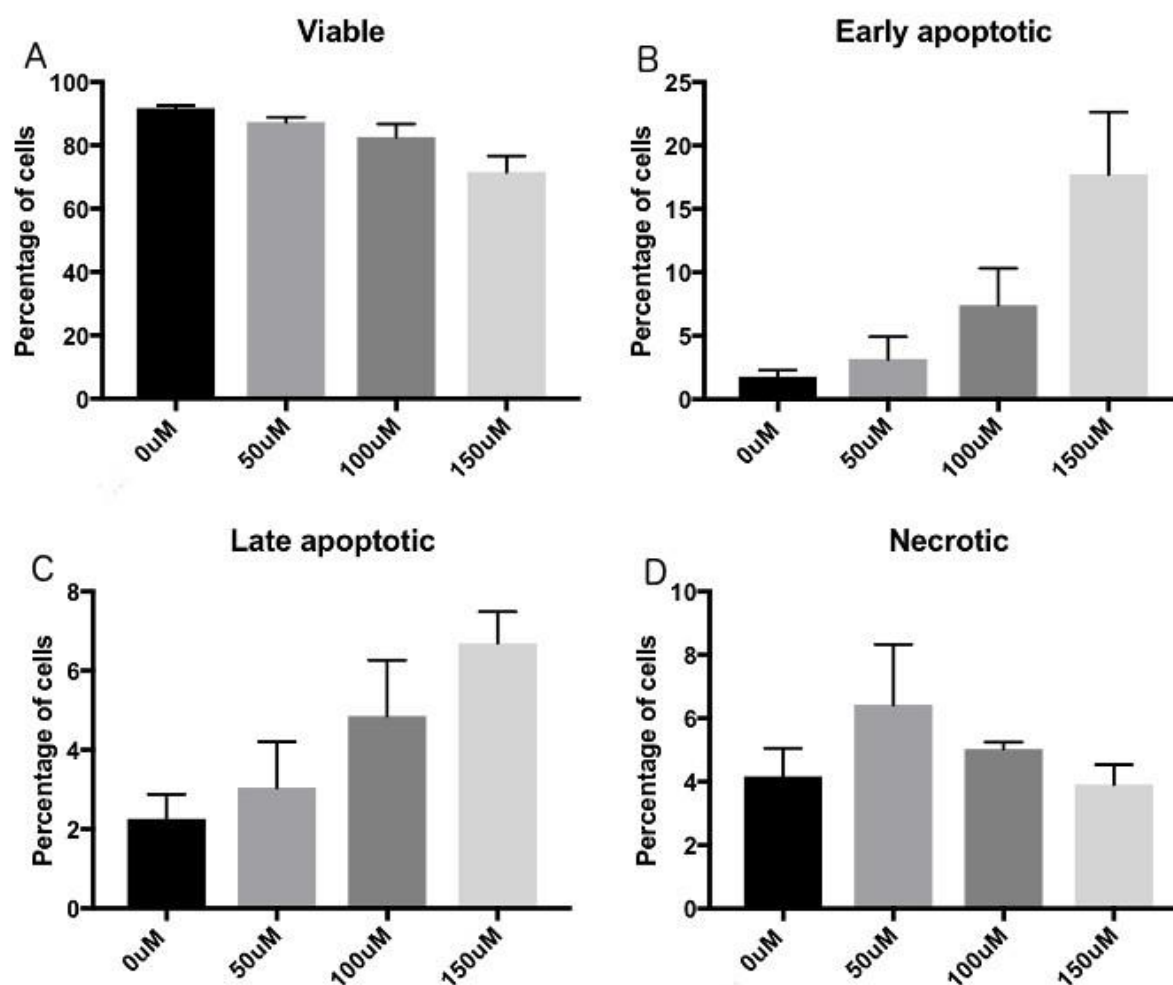 A
Viable
Percentage of cells
100
80
60
40
20
0
0uM
50uM
100uM
150uM
B
Early apoptotic
Percentage of cells
25
20
15
10
5
0
0uM
50uM
100uM
150uM
C
Late apoptotic
Percentage of cells
8
6
4
2
0
0uM
50uM
100uM
150uM
D
Necrotic
Percentage of cells
10
8
6
4
2
0
0uM
50uM
100uM
150uM